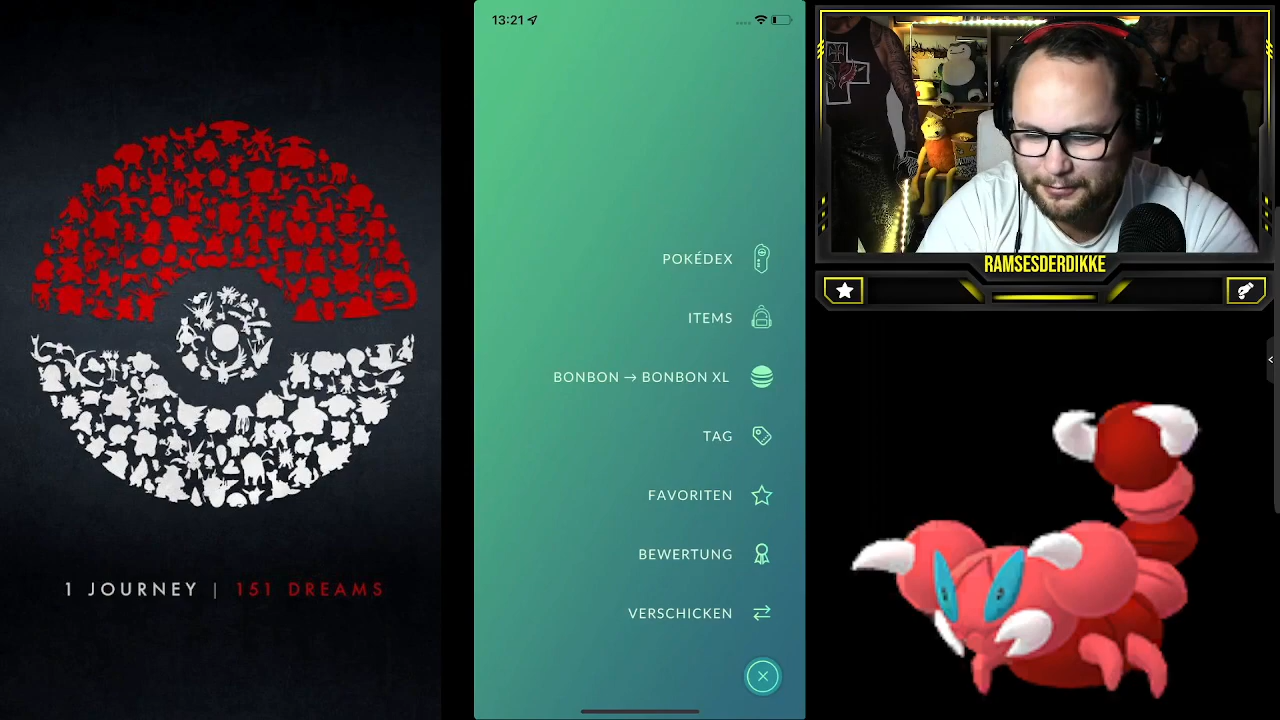 1 JOURNEY | 151 DREAMS
13:21
POKÉDEX
ITEMS
BONBON → BONBON XL
TAG
FAVORITEN
BEWERTUNG
VERSCHICKEN
RAMSESDERDIKKE